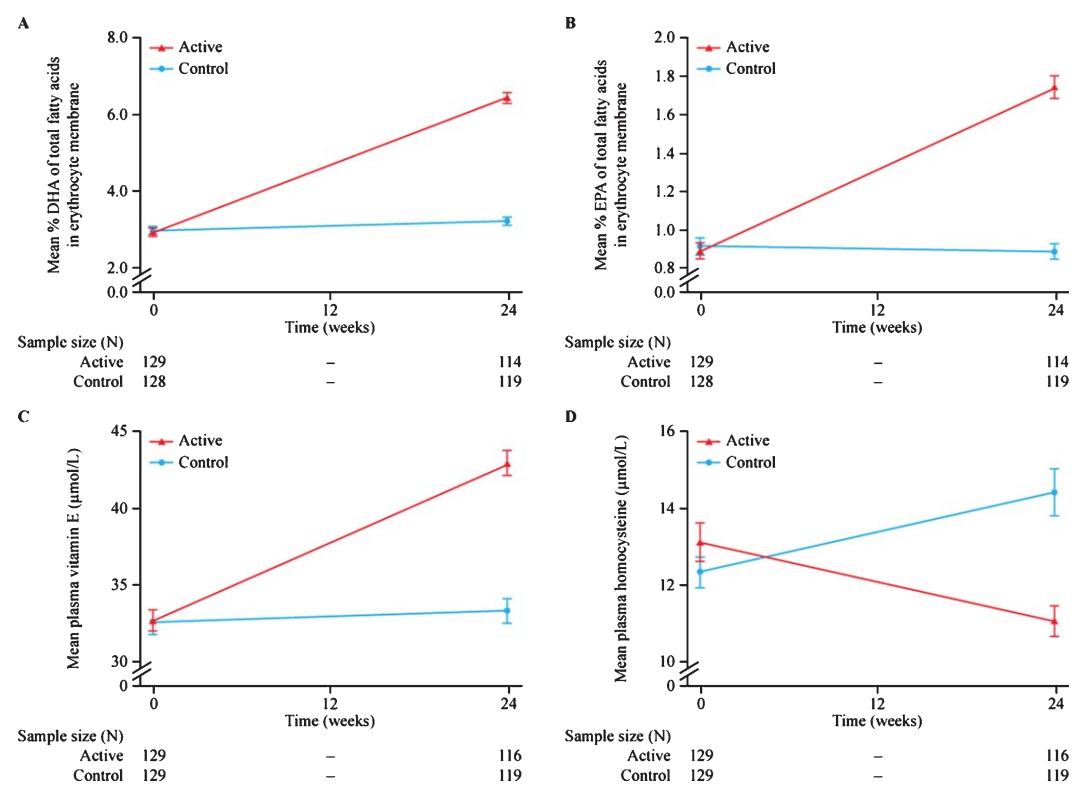 A
Mean % DHA of total fatty acids
in erythrocyte membrane
8.0
6.0
4.0
2.0
0.0
Active
Control
0 12 24
Time (weeks)
Sample size (N)
Active 129 – 114
Control 128 – 119
B
Mean % EPA of total fatty acids
in erythrocyte membrane
2.0
1.8
1.6
1.4
1.2
1.0
0.8
0.0
Active
Control
0 12 24
Time (weeks)
Sample size (N)
Active 129 – 114
Control 128 – 119
C
Mean plasma vitamin E (µmol/L)
45
40
35
30
0
Active
Control
0 12 24
Time (weeks)
Sample size (N)
Active 129 – 116
Control 129 – 119
D
Mean plasma homocysteine (µmol/L)
16
14
12
10
0
Active
Control
0 12 24
Time (weeks)
Sample size (N)
Active 129 – 116
Control 129 – 119